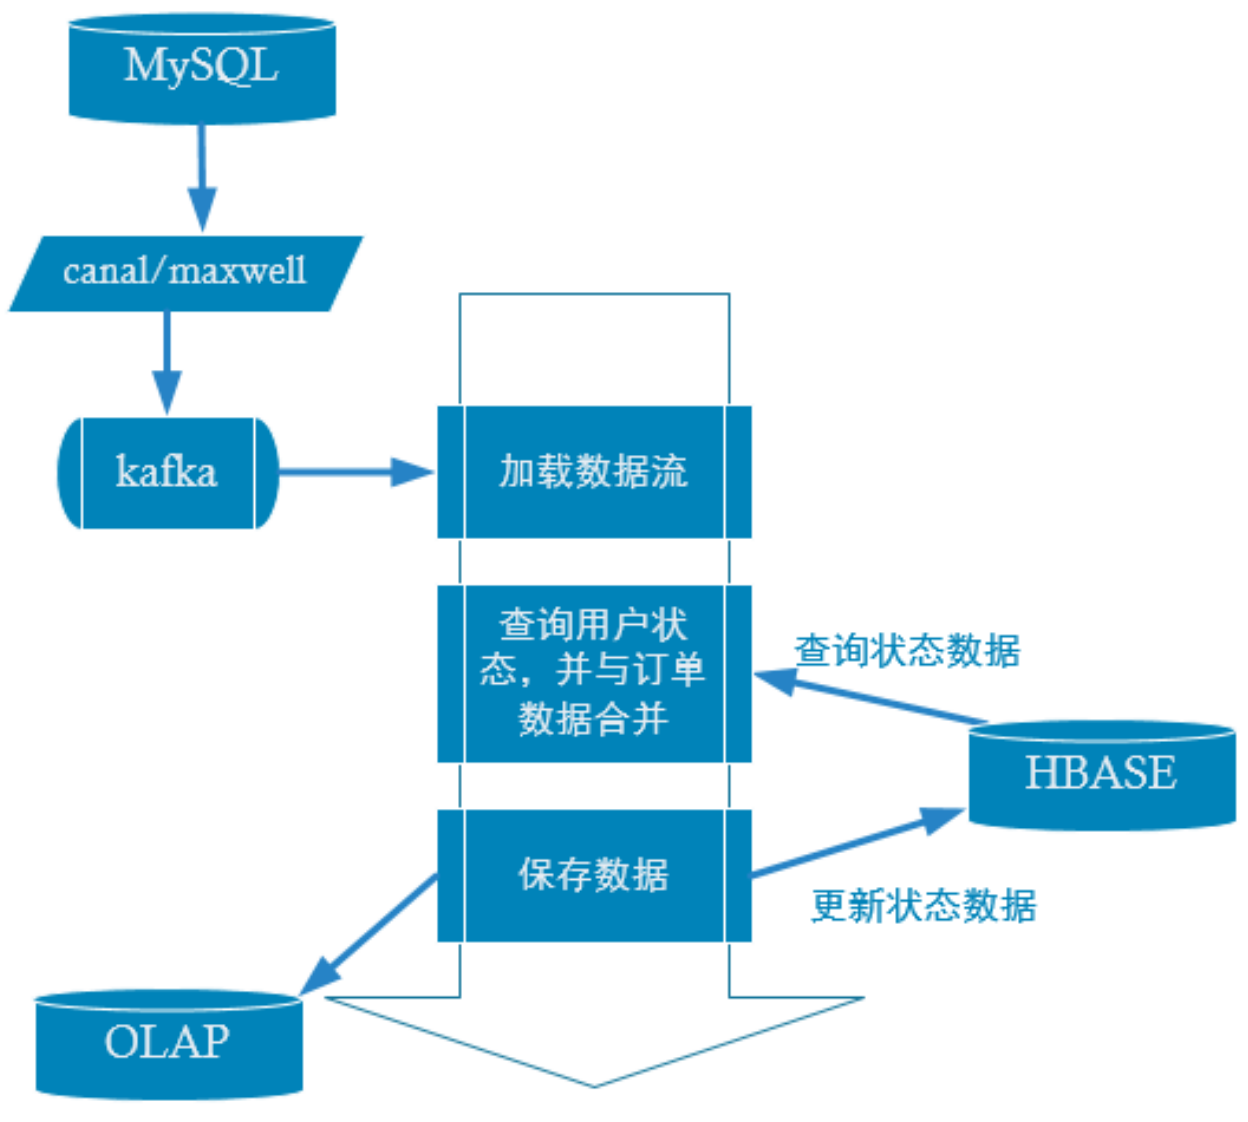 MySQL
canal/maxwell
kafka
加载数据流
查询用户状
态，并与订单
数据合并
查询状态数据
HBASE
保存数据
更新状态数据
OLAP